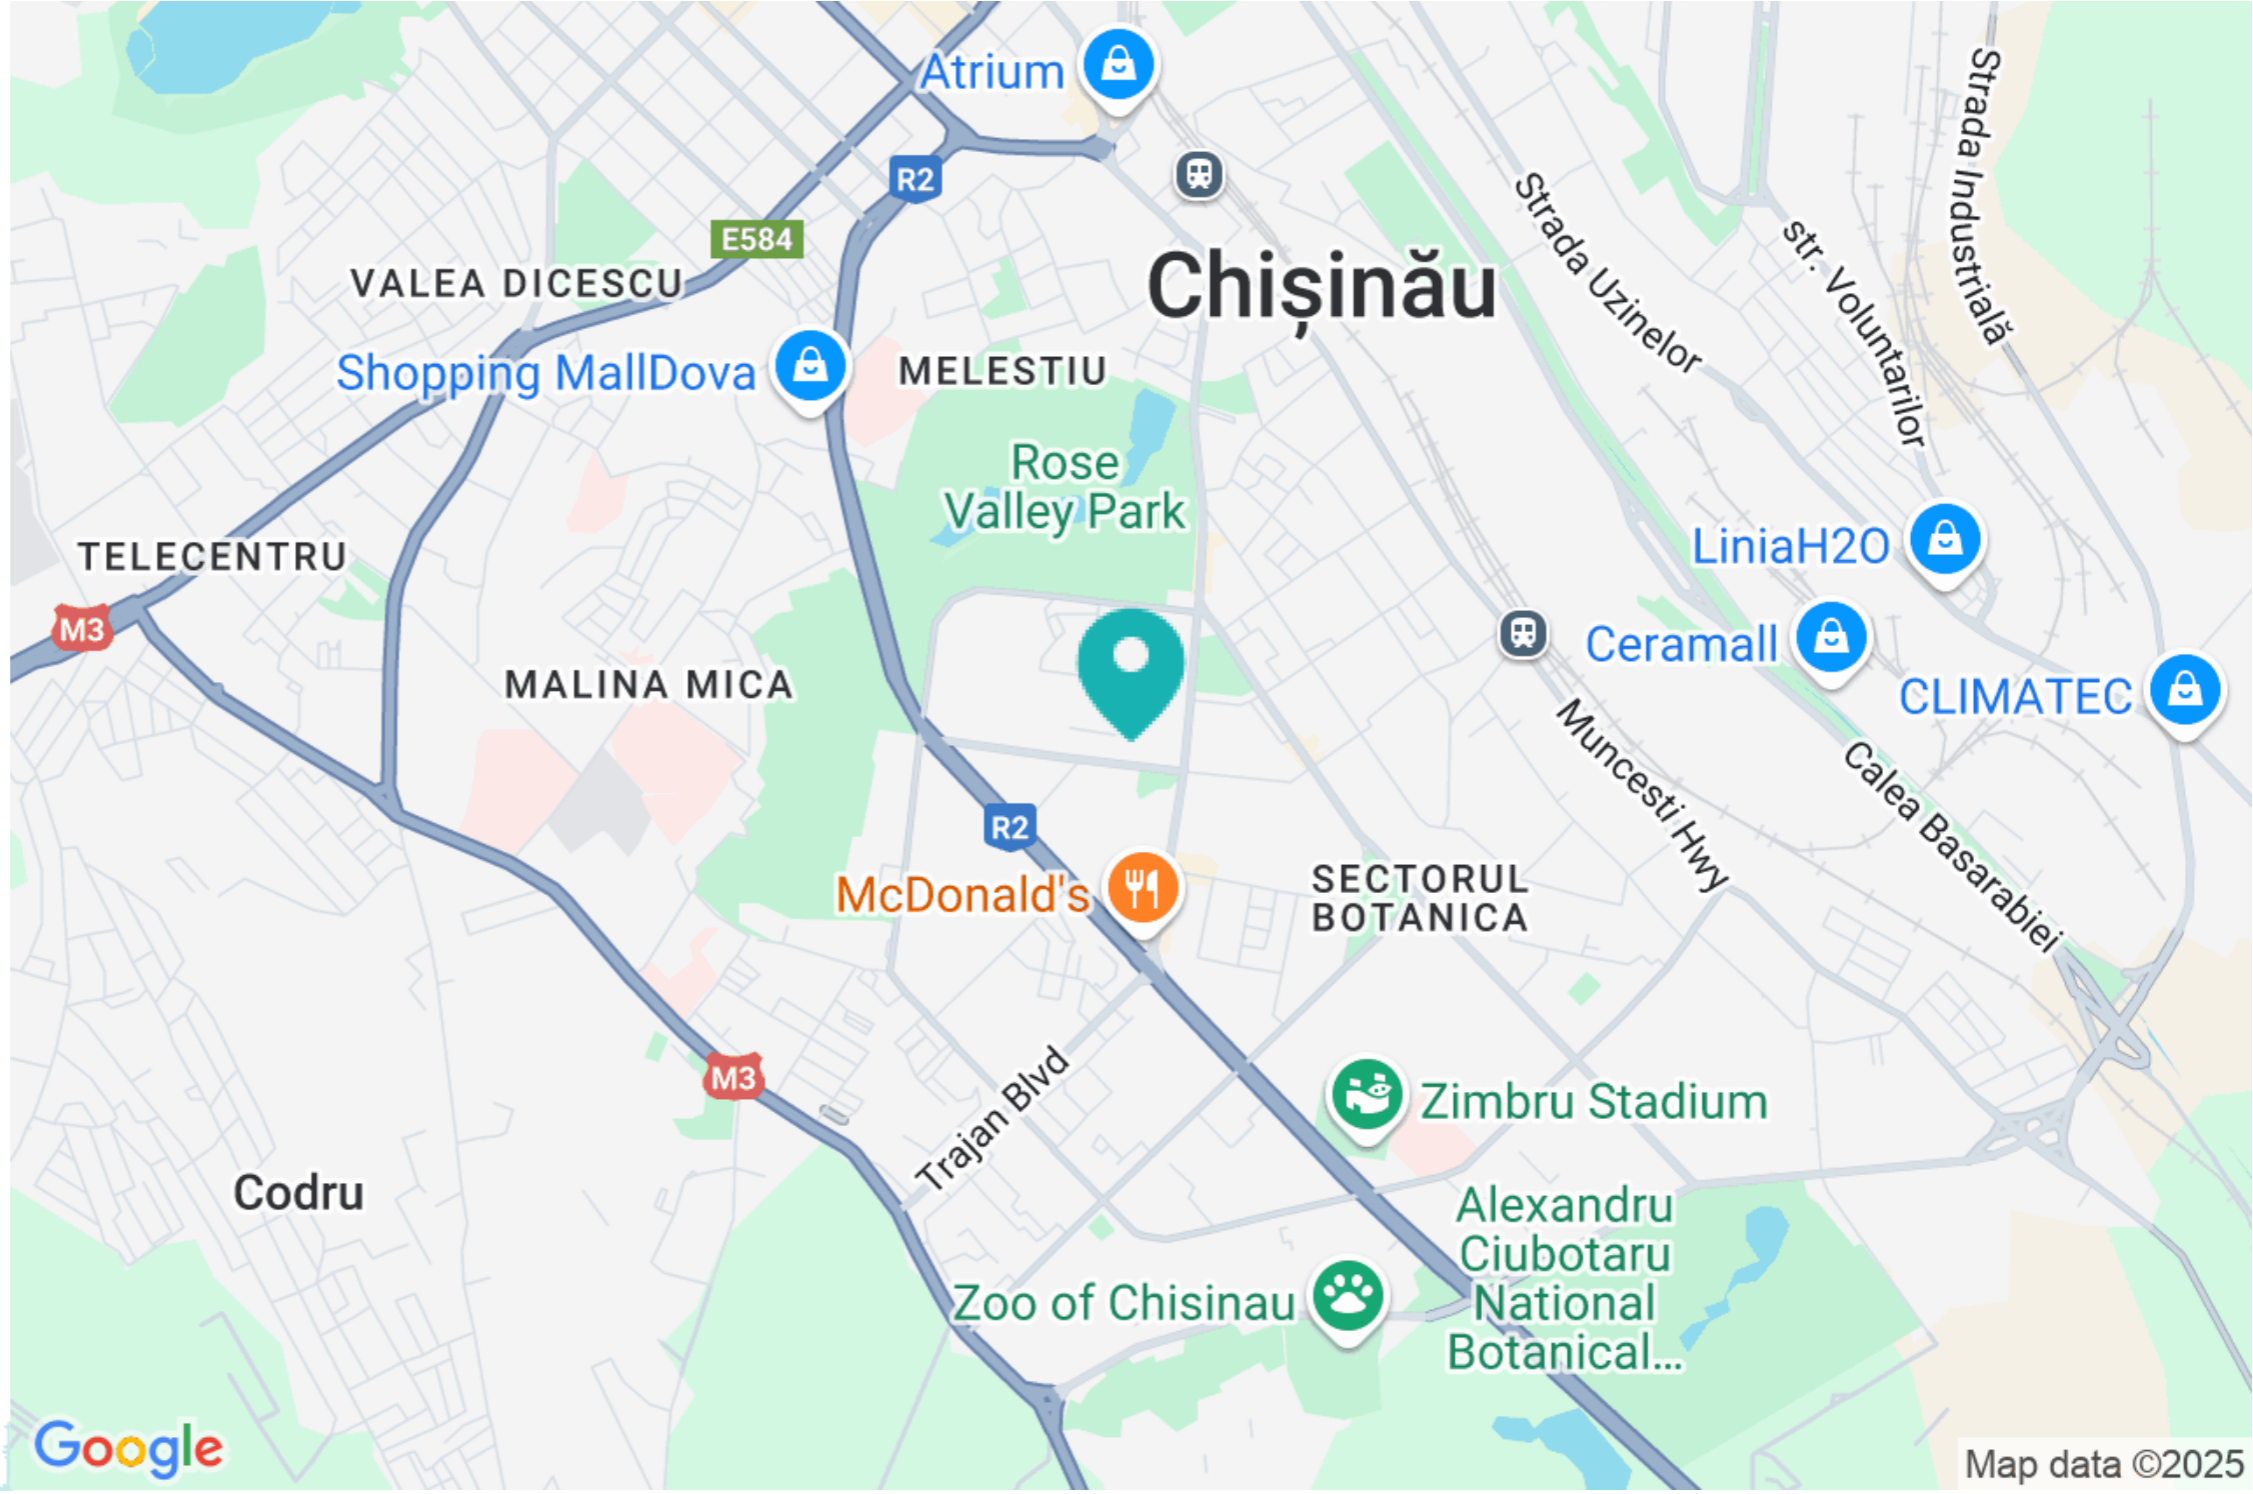 Atrium
R2
E584
VALEA DICESCU
Chișinău
Strada Uzinelor
str. Voluntarilor
Strada Industrială
Shopping MallDova
MELESTIU
Rose
Valley Park
TELECENTRU
LiniaH2O
M3
Ceramall
MALINA MICA
CLIMATEC
Muncesti Hwy
Calea Basarabiei
R2
McDonald's
SECTORUL
BOTANICA
M3
Trajan Blvd
Zimbru Stadium
Codru
Alexandru
Ciubotaru
National
Botanical...
Zoo of Chisinau
Google
Map data ©2025